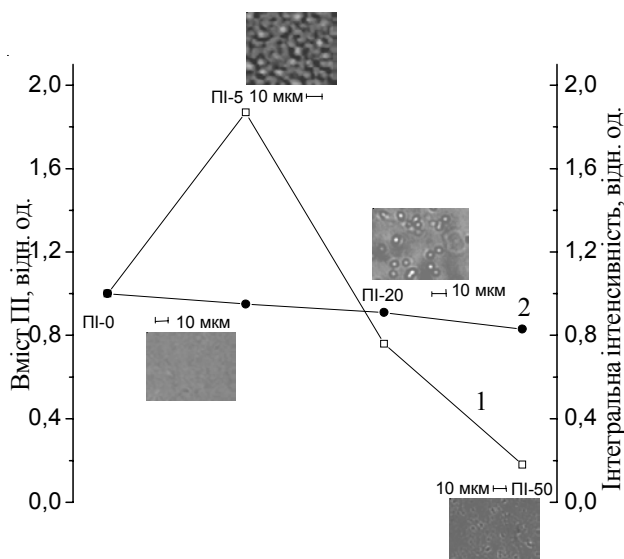 2,0
1,6
1,2
0,8
0,4
0,0
Вміст ПІ, відн. од.
ПІ-5 10 мкм
ПІ-20
10 мкм
ПІ-0
10 мкм
2
1
10 мкм ПІ-50
2,0
1,6
1,2
0,8
0,4
0,0
Інтегральна інтенсивність, відн. од.